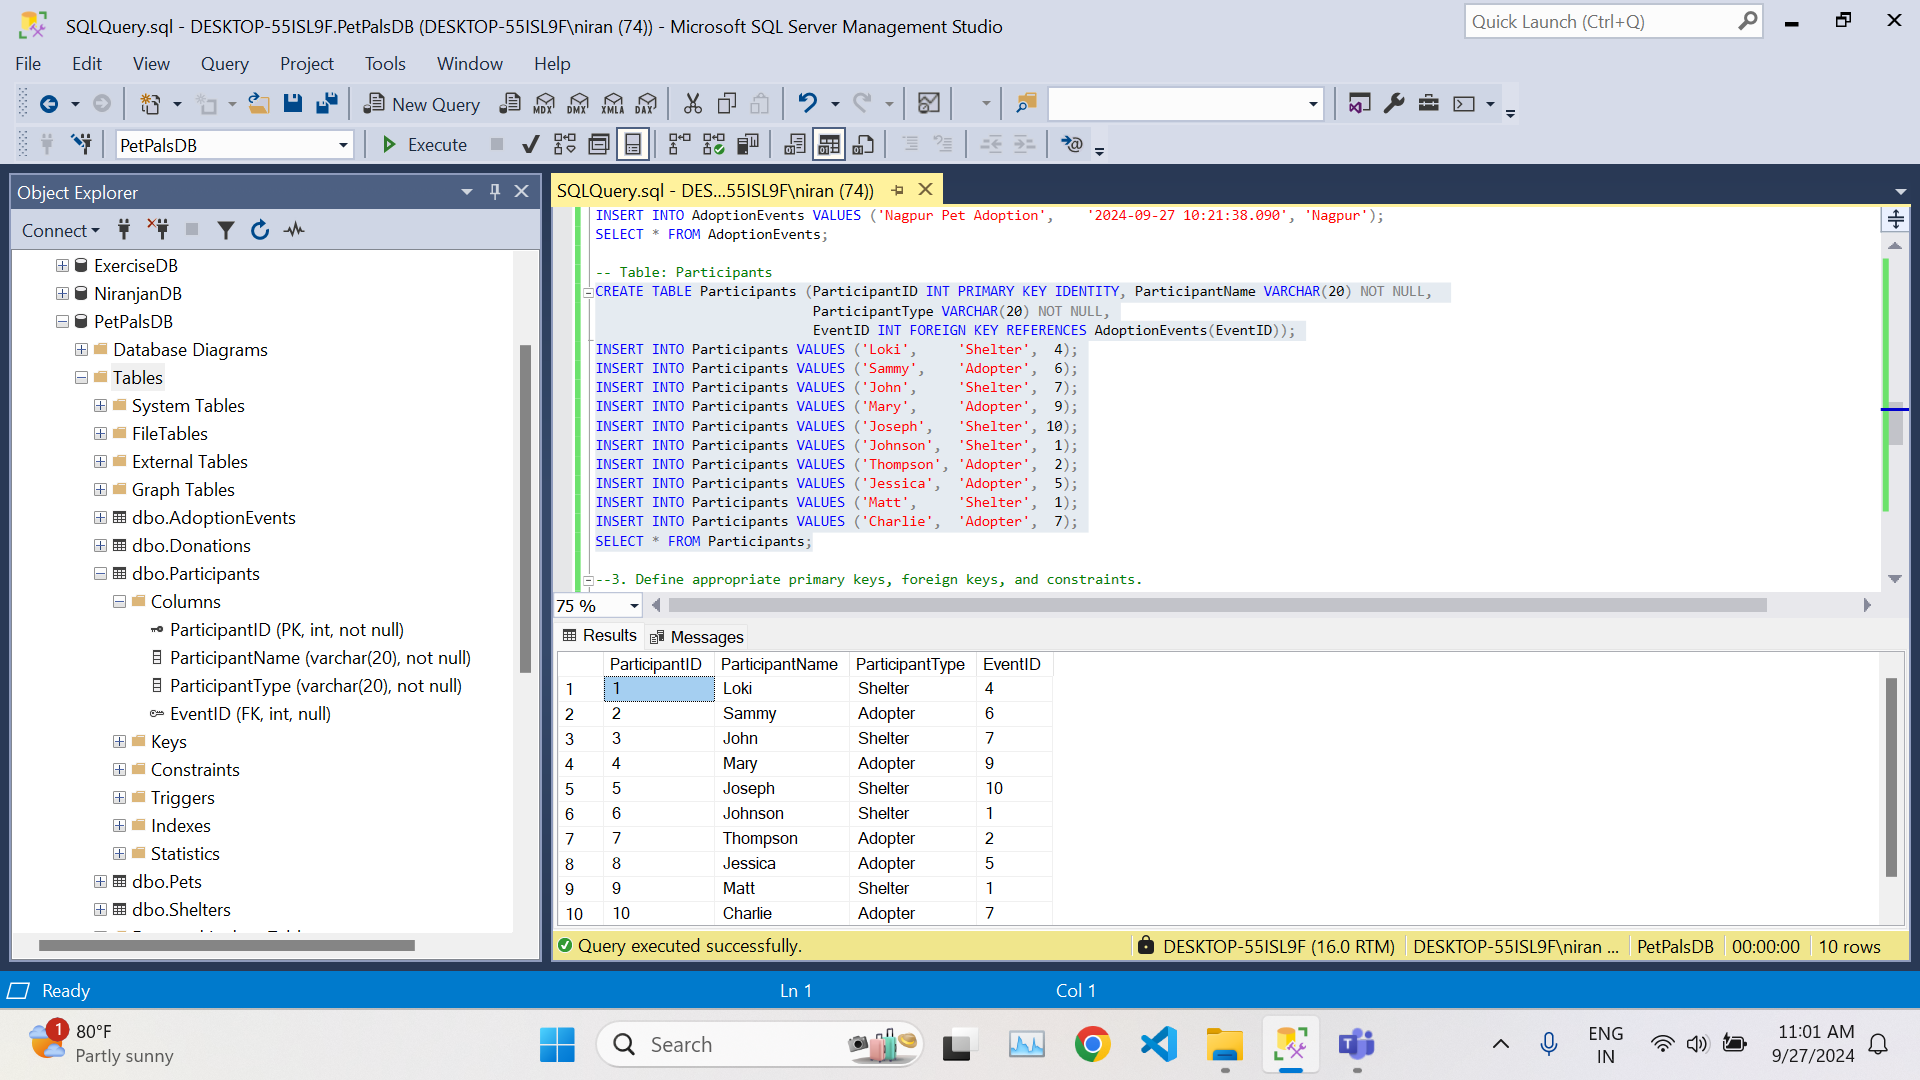 SQLQuery.sql - DESKTOP-55ISL9F.PetPalsDB (DESKTOP-55ISL9F\niran (74)) - Microsoft SQL Server Management Studio
Quick Launch (Ctrl+Q)
File Edit View Query Project Tools Window Help
New Query MDX DMX XMLA DAX
PetPalsDB Execute
Object Explorer
Connect
ExerciseDB
NiranjanDB
PetPalsDB
Database Diagrams
Tables
System Tables
FileTables
External Tables
Graph Tables
dbo.AdoptionEvents
dbo.Donations
dbo.Participants
Columns
ParticipantID (PK, int, not null)
ParticipantName (varchar(20), not null)
ParticipantType (varchar(20), not null)
EventID (FK, int, null)
Keys
Constraints
Triggers
Indexes
Statistics
dbo.Pets
dbo.Shelters
SQLQuery.sql - DES...55ISL9F\niran (74))
INSERT INTO AdoptionEvents VALUES ('Nagpur Pet Adoption', '2024-09-27 10:21:38.090', 'Nagpur');
SELECT * FROM AdoptionEvents;
-- Table: Participants
CREATE TABLE Participants (ParticipantID INT PRIMARY KEY IDENTITY, ParticipantName VARCHAR(20) NOT NULL,
ParticipantType VARCHAR(20) NOT NULL,
EventID INT FOREIGN KEY REFERENCES AdoptionEvents(EventID));
INSERT INTO Participants VALUES ('Loki', 'Shelter', 4);
INSERT INTO Participants VALUES ('Sammy', 'Adopter', 6);
INSERT INTO Participants VALUES ('John', 'Shelter', 7);
INSERT INTO Participants VALUES ('Mary', 'Adopter', 9);
INSERT INTO Participants VALUES ('Joseph', 'Shelter', 10);
INSERT INTO Participants VALUES ('Johnson', 'Shelter', 1);
INSERT INTO Participants VALUES ('Thompson', 'Adopter', 2);
INSERT INTO Participants VALUES ('Jessica', 'Adopter', 5);
INSERT INTO Participants VALUES ('Matt', 'Shelter', 1);
INSERT INTO Participants VALUES ('Charlie', 'Adopter', 7);
SELECT * FROM Participants;
--3. Define appropriate primary keys, foreign keys, and constraints.
75 %
Results Messages
ParticipantID ParticipantName ParticipantType EventID
1 1 Loki Shelter 4
2 2 Sammy Adopter 6
3 3 John Shelter 7
4 4 Mary Adopter 9
5 5 Joseph Shelter 10
6 6 Johnson Shelter 1
7 7 Thompson Adopter 2
8 8 Jessica Adopter 5
9 9 Matt Shelter 1
10 10 Charlie Adopter 7
Query executed successfully. DESKTOP-55ISL9F (16.0 RTM) DESKTOP-55ISL9F\niran ... PetPalsDB 00:00:00 10 rows
Ready Ln 1 Col 1
1 80°F
Partly sunny
Search
ENG
IN
11:01 AM
9/27/2024